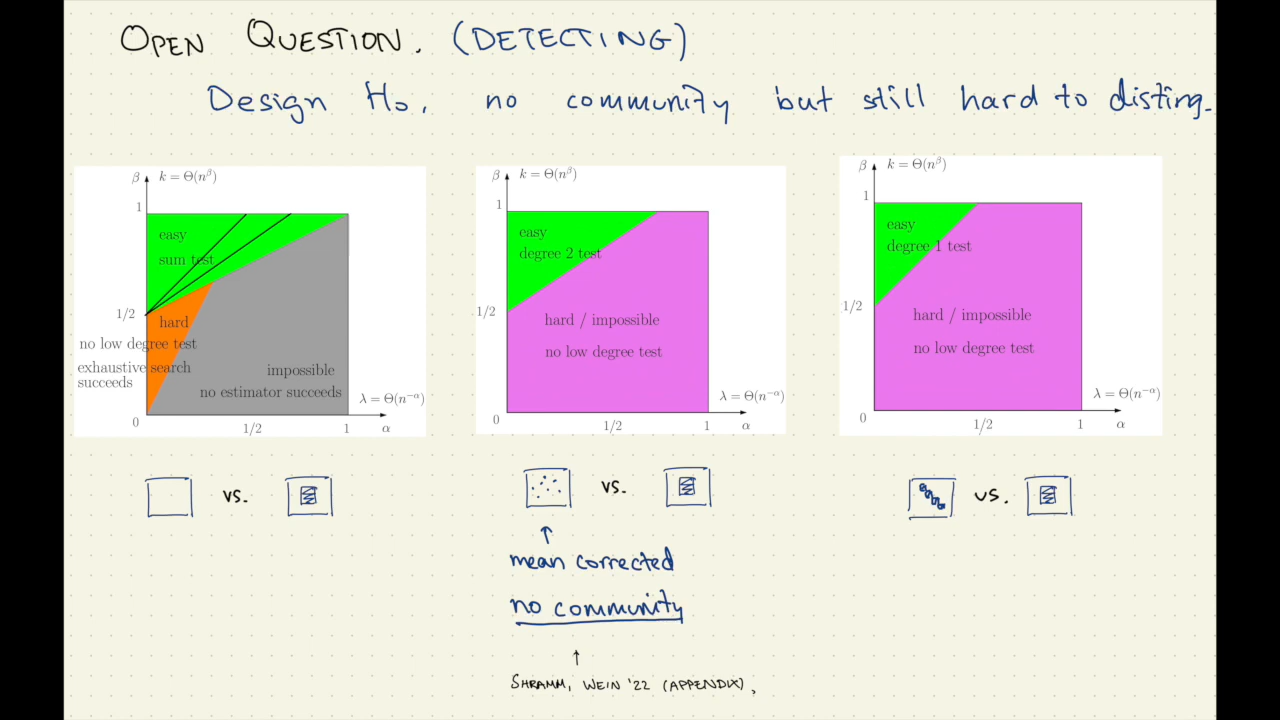 OPEN QUESTION. (DETECTING)
Design H₀. no community but still hard to disting.
β k = Θ(n^β)
1
easy
sum test
1/2
hard
no low degree test
exhaustive search
succeeds
impossible
no estimator succeeds
λ = Θ(n^−α)
0
1/2
1
α
β k = Θ(n^β)
1
easy
degree 2 test
1/2
hard / impossible
no low degree test
λ = Θ(n^−α)
0
1/2
1
α
β k = Θ(n^β)
1
easy
degree 1 test
1/2
hard / impossible
no low degree test
λ = Θ(n^−α)
0
1/2
1
α
vs.
vs.
vs.
mean corrected
no community
SHRAMM, WEIN '22 (APPENDIX),